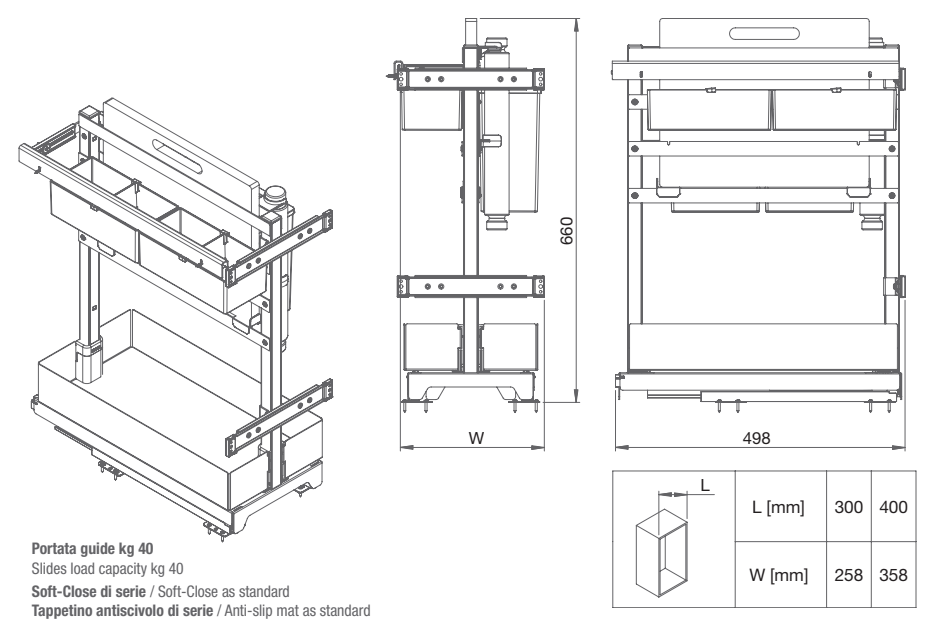 660
W
498
L
L [mm] 300 400
W [mm] 258 358
Portata guide kg 40
Slides load capacity kg 40
Soft-Close di serie / Soft-Close as standard
Tappetino antiscivolo di serie / Anti-slip mat as standard